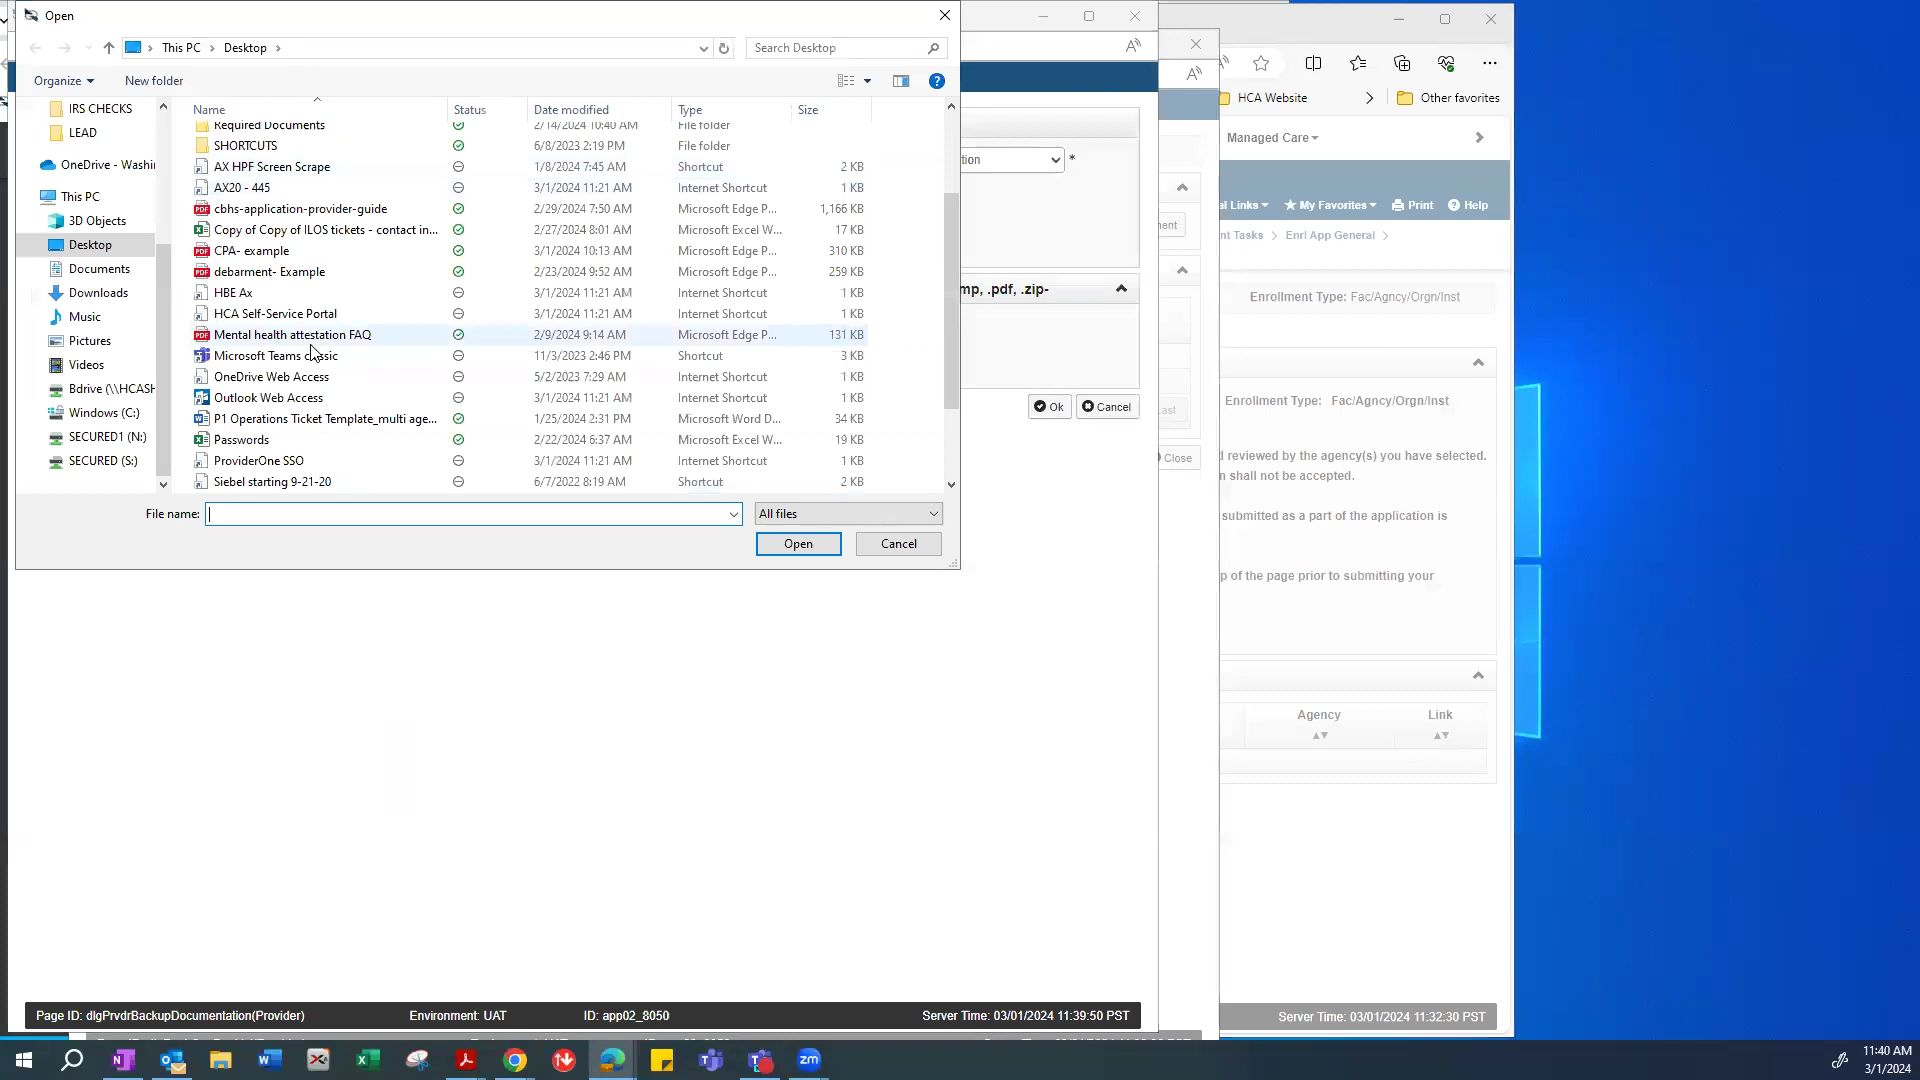 Open
This PC > Desktop >
Search Desktop
Organize
New folder
IRS CHECKS
LEAD
OneDrive - Washi
This PC
3D Objects
Desktop
Documents
Downloads
Music
Pictures
Videos
Bdrive (\\HCASH
Windows (C:)
SECURED1 (N:)
SECURED (S:)
Name Status Date modified Type Size
Required Documents 2/14/2024 10:40 AM File folder
SHORTCUTS 6/8/2023 2:19 PM File folder
AX HPF Screen Scrape 1/8/2024 7:45 AM Shortcut 2 KB
AX20 - 445 3/1/2024 11:21 AM Internet Shortcut 1 KB
cbhs-application-provider-guide 2/29/2024 7:50 AM Microsoft Edge P... 1,166 KB
Copy of Copy of ILOS tickets - contact in... 2/27/2024 8:01 AM Microsoft Excel W... 17 KB
CPA- example 3/1/2024 10:13 AM Microsoft Edge P... 310 KB
debarment- Example 2/23/2024 9:52 AM Microsoft Edge P... 259 KB
HBE Ax 3/1/2024 11:21 AM Internet Shortcut 1 KB
HCA Self-Service Portal 3/1/2024 11:21 AM Internet Shortcut 1 KB
Mental health attestation FAQ 2/9/2024 9:14 AM Microsoft Edge P... 131 KB
Microsoft Teams classic 11/3/2023 2:46 PM Shortcut 3 KB
OneDrive Web Access 5/2/2023 7:29 AM Internet Shortcut 1 KB
Outlook Web Access 3/1/2024 11:21 AM Internet Shortcut 1 KB
P1 Operations Ticket Template_multi age... 1/25/2024 2:31 PM Microsoft Word D... 34 KB
Passwords 2/22/2024 6:37 AM Microsoft Excel W... 19 KB
ProviderOne SSO 3/1/2024 11:21 AM Internet Shortcut 1 KB
Siebel starting 9-21-20 6/7/2022 8:19 AM Shortcut 2 KB
File name:
All files
Open Cancel
tion *
mp, .pdf, .zip-
Ok Cancel
ment
ast
Close
HCA Website
Other favorites
Managed Care
al Links My Favorites Print Help
nt Tasks > Enrl App General >
Enrollment Type: Fac/Agncy/Orgn/Inst
Enrollment Type: Fac/Agncy/Orgn/Inst
d reviewed by the agency(s) you have selected.
n shall not be accepted.
submitted as a part of the application is
p of the page prior to submitting your
Agency Link
Page ID: dlgPrvdrBackupDocumentation(Provider) Environment: UAT ID: app02_8050 Server Time: 03/01/2024 11:39:50 PST
Server Time: 03/01/2024 11:32:30 PST
zm
11:40 AM
3/1/2024